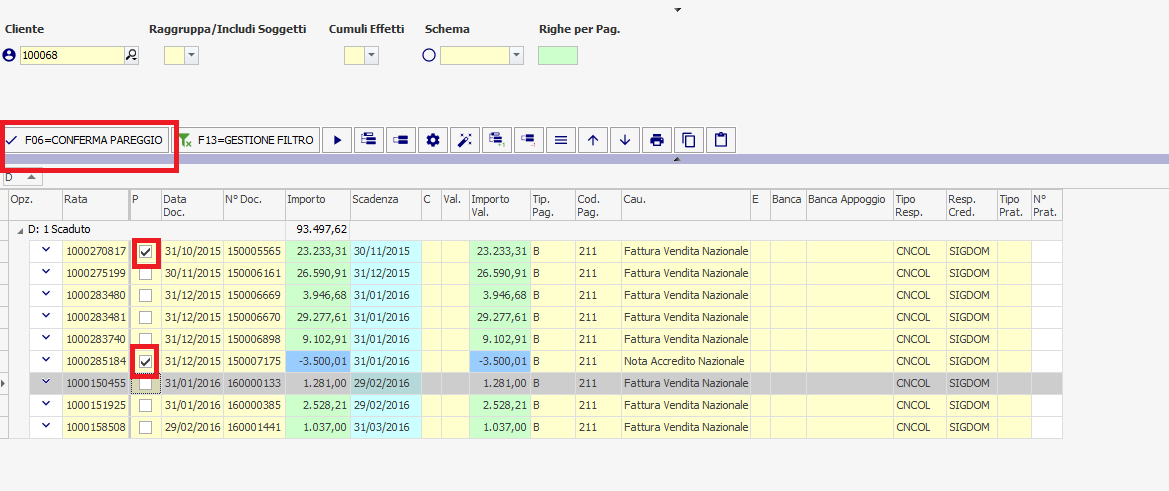 Cliente Raggruppa/Includi Soggetti Cumuli Effetti Schema Righe per Pag.
100068
F06=CONFERMA PAREGGIO F13=GESTIONE FILTRO
D
Opz. Rata P Data Doc. N° Doc. Importo Scadenza C Val. Importo Val. Tip. Pag. Cod. Pag. Cau. E Banca Banca Appoggio Tipo Resp. Resp. Cred. Tipo Prat. N° Prat.
D: 1 Scaduto 93.497,62
1000270817 31/10/2015 150005565 23.233,31 30/11/2015 23.233,31 B 211 Fattura Vendita Nazionale CNCOL SIGDOM
1000275199 30/11/2015 150006161 26.590,91 31/12/2015 26.590,91 B 211 Fattura Vendita Nazionale CNCOL SIGDOM
1000283480 31/12/2015 150006669 3.946,68 31/01/2016 3.946,68 B 211 Fattura Vendita Nazionale CNCOL SIGDOM
1000283481 31/12/2015 150006670 29.277,61 31/01/2016 29.277,61 B 211 Fattura Vendita Nazionale CNCOL SIGDOM
1000283740 31/12/2015 150006898 9.102,91 31/01/2016 9.102,91 B 211 Fattura Vendita Nazionale CNCOL SIGDOM
1000285184 31/12/2015 150007175 -3.500,01 31/01/2016 -3.500,01 B 211 Nota Accredito Nazionale CNCOL SIGDOM
1000150455 31/01/2016 160000133 1.281,00 29/02/2016 1.281,00 B 211 Fattura Vendita Nazionale CNCOL SIGDOM
1000151925 31/01/2016 160000385 2.528,21 29/02/2016 2.528,21 B 211 Fattura Vendita Nazionale CNCOL SIGDOM
1000158508 29/02/2016 160001441 1.037,00 31/03/2016 1.037,00 B 211 Fattura Vendita Nazionale CNCOL SIGDOM